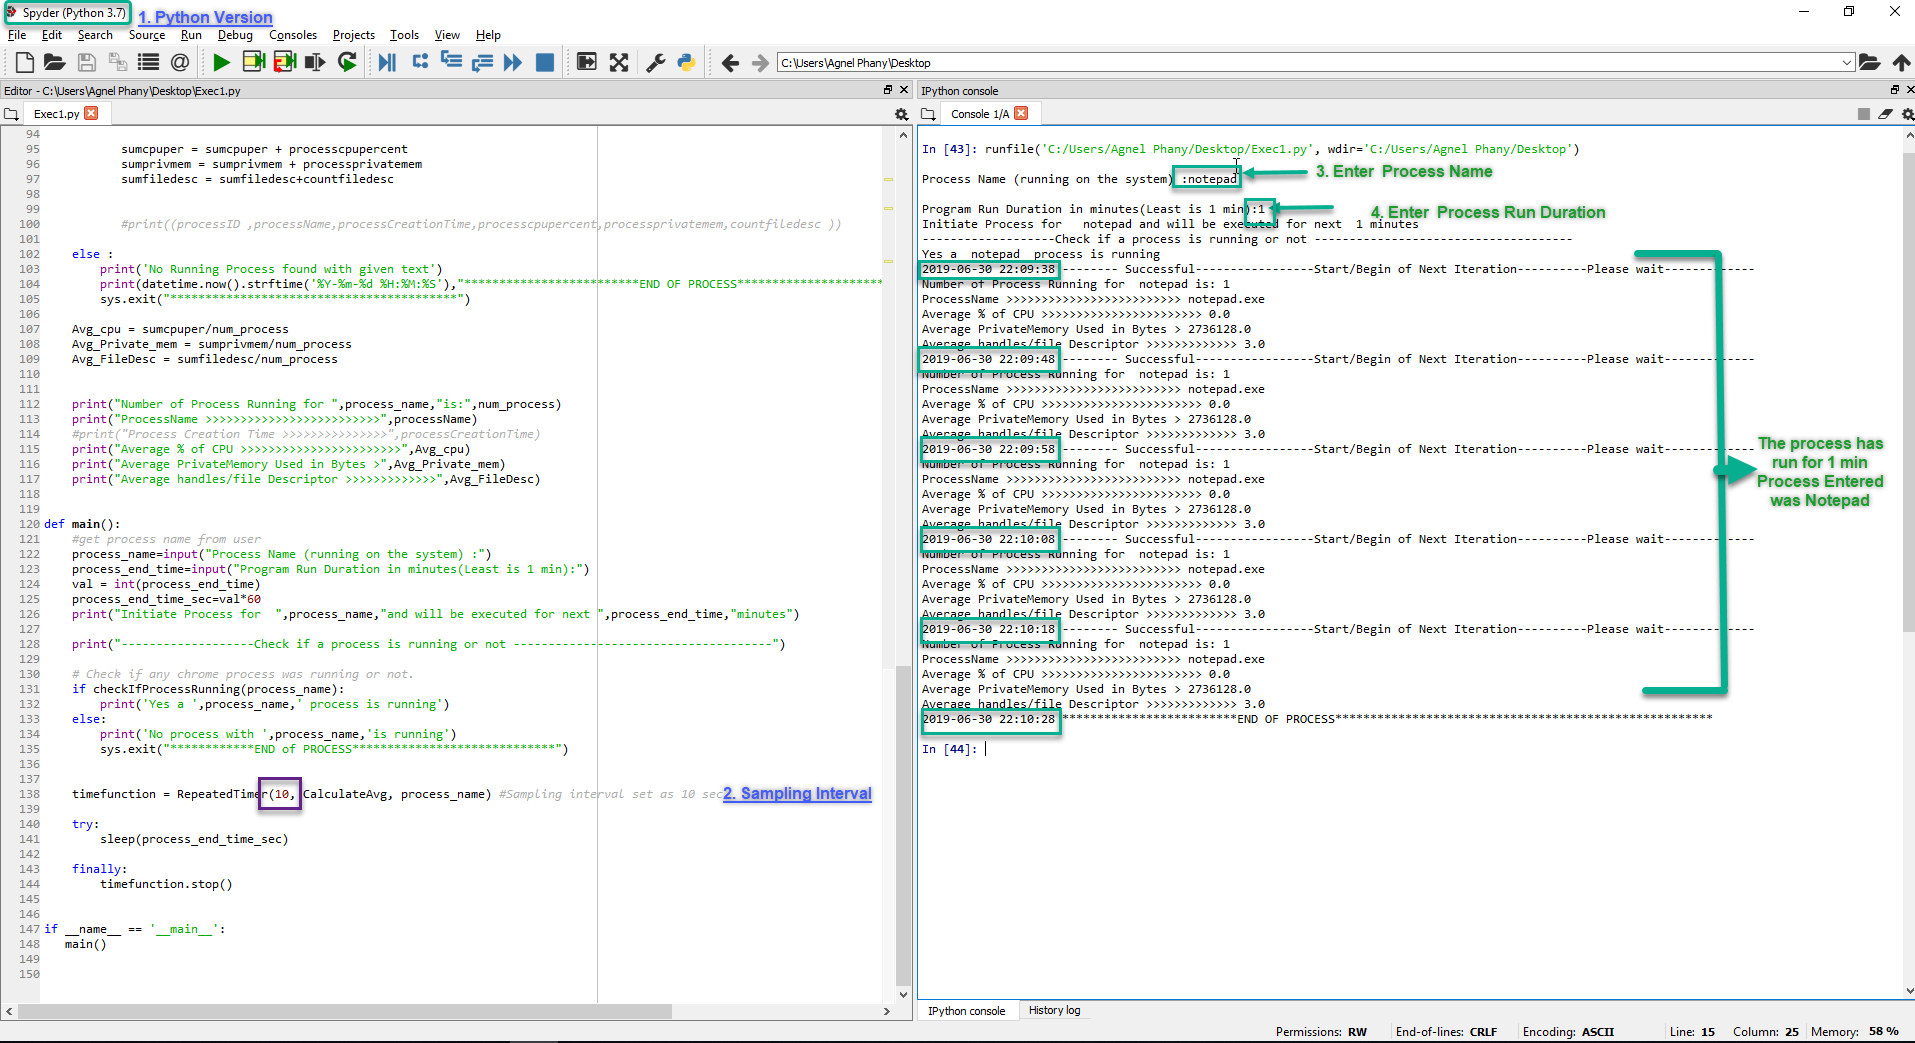 Spyder (Python 3.7)
1. Python Version
File Edit Search Source Run Debug Consoles Projects Tools View Help
C:\Users\Agnel Phany\Desktop
Editor - C:\Users\Agnel Phany\Desktop\Exec1.py
Exec1.py
94
95 sumcpuper = sumcpuper + processcpupercent
96 sumprivmem = sumprivmem + processprivatemem
97 sumfiledesc = sumfiledesc+countfiledesc
98
99
100 #print((processID ,processName,processCreationTime,processcpupercent,processprivatemem,countfiledesc ))
101
102 else :
103 print('No Running Process found with given text')
104 print(datetime.now().strftime('%Y-%m-%d %H:%M:%S'),"*************************END OF PROCESS*********************
105 sys.exit("*****************************************")
106
107 Avg_cpu = sumcpuper/num_process
108 Avg_Private_mem = sumprivmem/num_process
109 Avg_FileDesc = sumfiledesc/num_process
110
111
112 print("Number of Process Running for ",process_name,"is:",num_process)
113 print("ProcessName >>>>>>>>>>>>>>>>>>>>>>>>>",processName)
114 #print("Process Creation Time >>>>>>>>>>>>>>>",processCreationTime)
115 print("Average % of CPU >>>>>>>>>>>>>>>>>>>>>>>",Avg_cpu)
116 print("Average PrivateMemory Used in Bytes >",Avg_Private_mem)
117 print("Average handles/file Descriptor >>>>>>>>>>>>>",Avg_FileDesc)
118
119
120 def main():
121 #get process name from user
122 process_name=input("Process Name (running on the system) :")
123 process_end_time=input("Program Run Duration in minutes(Least is 1 min):")
124 val = int(process_end_time)
125 process_end_time_sec=val*60
126 print("Initiate Process for  ",process_name,"and will be executed for next ",process_end_time,"minutes")
127
128 print("-------------------Check if a process is running or not -------------------------------------")
129
130 # Check if any chrome process was running or not.
131 if checkIfProcessRunning(process_name):
132 print('Yes a ',process_name,' process is running')
133 else:
134 print('No process with ',process_name,'is running')
135 sys.exit("************END of PROCESS*****************************")
136
137
138 timefunction = RepeatedTimer(10, CalculateAvg, process_name) #Sampling interval set as 10 sec
2. Sampling Interval
139
140 try:
141 sleep(process_end_time_sec)
142
143 finally:
144 timefunction.stop()
145
146
147 if __name__ == '__main__':
148 main()
149
150
IPython console
Console 1/A
In [43]: runfile('C:/Users/Agnel Phany/Desktop/Exec1.py', wdir='C:/Users/Agnel Phany/Desktop')
Process Name (running on the system) :notepad
3. Enter Process Name
Program Run Duration in minutes(Least is 1 min):1
4. Enter Process Run Duration
Initiate Process for   notepad and will be executed for next  1 minutes
-------------------Check if a process is running or not -------------------------------------
Yes a  notepad  process is running
2019-06-30 22:09:38 -------- Successful-----------------Start/Begin of Next Iteration----------Please wait-------------
Number of Process Running for  notepad is: 1
ProcessName >>>>>>>>>>>>>>>>>>>>>>>>> notepad.exe
Average % of CPU >>>>>>>>>>>>>>>>>>>>>>> 0.0
Average PrivateMemory Used in Bytes > 2736128.0
Average handles/file Descriptor >>>>>>>>>>>>> 3.0
2019-06-30 22:09:48 -------- Successful-----------------Start/Begin of Next Iteration----------Please wait-------------
Number of Process Running for  notepad is: 1
ProcessName >>>>>>>>>>>>>>>>>>>>>>>>> notepad.exe
Average % of CPU >>>>>>>>>>>>>>>>>>>>>>> 0.0
Average PrivateMemory Used in Bytes > 2736128.0
Average handles/file Descriptor >>>>>>>>>>>>> 3.0
2019-06-30 22:09:58 -------- Successful-----------------Start/Begin of Next Iteration----------Please wait-------------
Number of Process Running for  notepad is: 1
ProcessName >>>>>>>>>>>>>>>>>>>>>>>>> notepad.exe
Average % of CPU >>>>>>>>>>>>>>>>>>>>>>> 0.0
Average PrivateMemory Used in Bytes > 2736128.0
Average handles/file Descriptor >>>>>>>>>>>>> 3.0
2019-06-30 22:10:08 -------- Successful-----------------Start/Begin of Next Iteration----------Please wait-------------
Number of Process Running for  notepad is: 1
ProcessName >>>>>>>>>>>>>>>>>>>>>>>>> notepad.exe
Average % of CPU >>>>>>>>>>>>>>>>>>>>>>> 0.0
Average PrivateMemory Used in Bytes > 2736128.0
Average handles/file Descriptor >>>>>>>>>>>>> 3.0
2019-06-30 22:10:18 -------- Successful-----------------Start/Begin of Next Iteration----------Please wait-------------
Number of Process Running for  notepad is: 1
ProcessName >>>>>>>>>>>>>>>>>>>>>>>>> notepad.exe
Average % of CPU >>>>>>>>>>>>>>>>>>>>>>> 0.0
Average PrivateMemory Used in Bytes > 2736128.0
Average handles/file Descriptor >>>>>>>>>>>>> 3.0
2019-06-30 22:10:28 *************************END OF PROCESS******************************************************
In [44]:
The process has
run for 1 min
Process Entered
was Notepad
IPython console History log
Permissions: RW End-of-lines: CRLF Encoding: ASCII Line: 15 Column: 25 Memory: 58 %